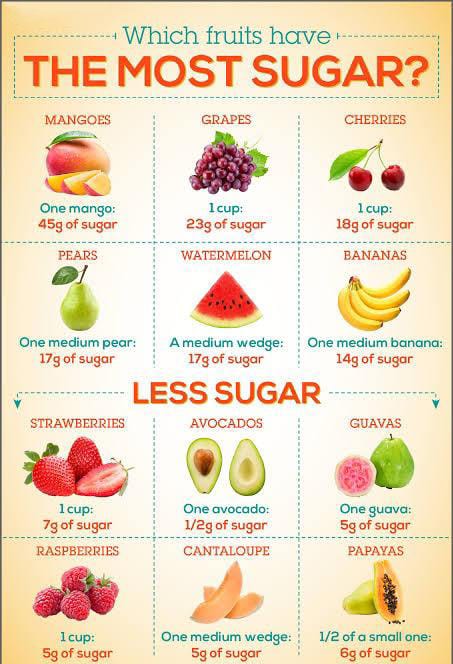 Which fruits have
THE MOST SUGAR?
MANGOES
One mango:
45g of sugar
GRAPES
1 cup:
23g of sugar
CHERRIES
1 cup:
18g of sugar
PEARS
One medium pear:
17g of sugar
WATERMELON
A medium wedge:
17g of sugar
BANANAS
One medium banana:
14g of sugar
LESS SUGAR
STRAWBERRIES
1 cup:
7g of sugar
AVOCADOS
One avocado:
1/2g of sugar
GUAVAS
One guava:
5g of sugar
RASPBERRIES
1 cup:
5g of sugar
CANTALOUPE
One medium wedge:
5g of sugar
PAPAYAS
1/2 of a small one:
6g of sugar